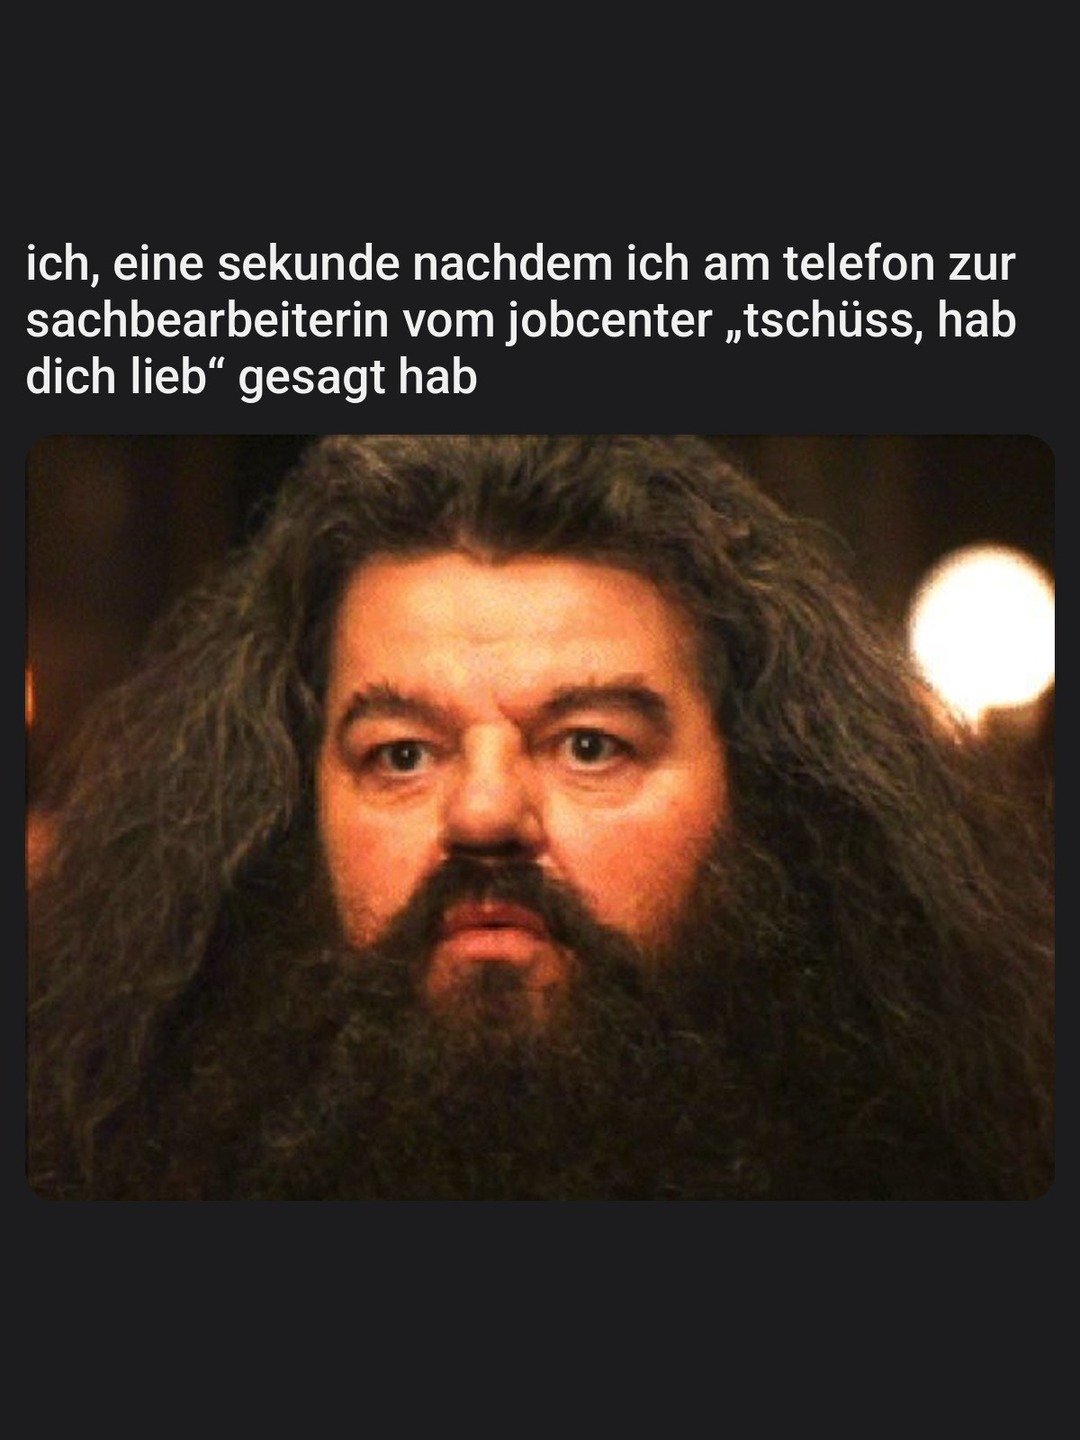 ich, eine sekunde nachdem ich am telefon zur
sachbearbeiterin vom jobcenter „tschüss, hab
dich lieb“ gesagt hab